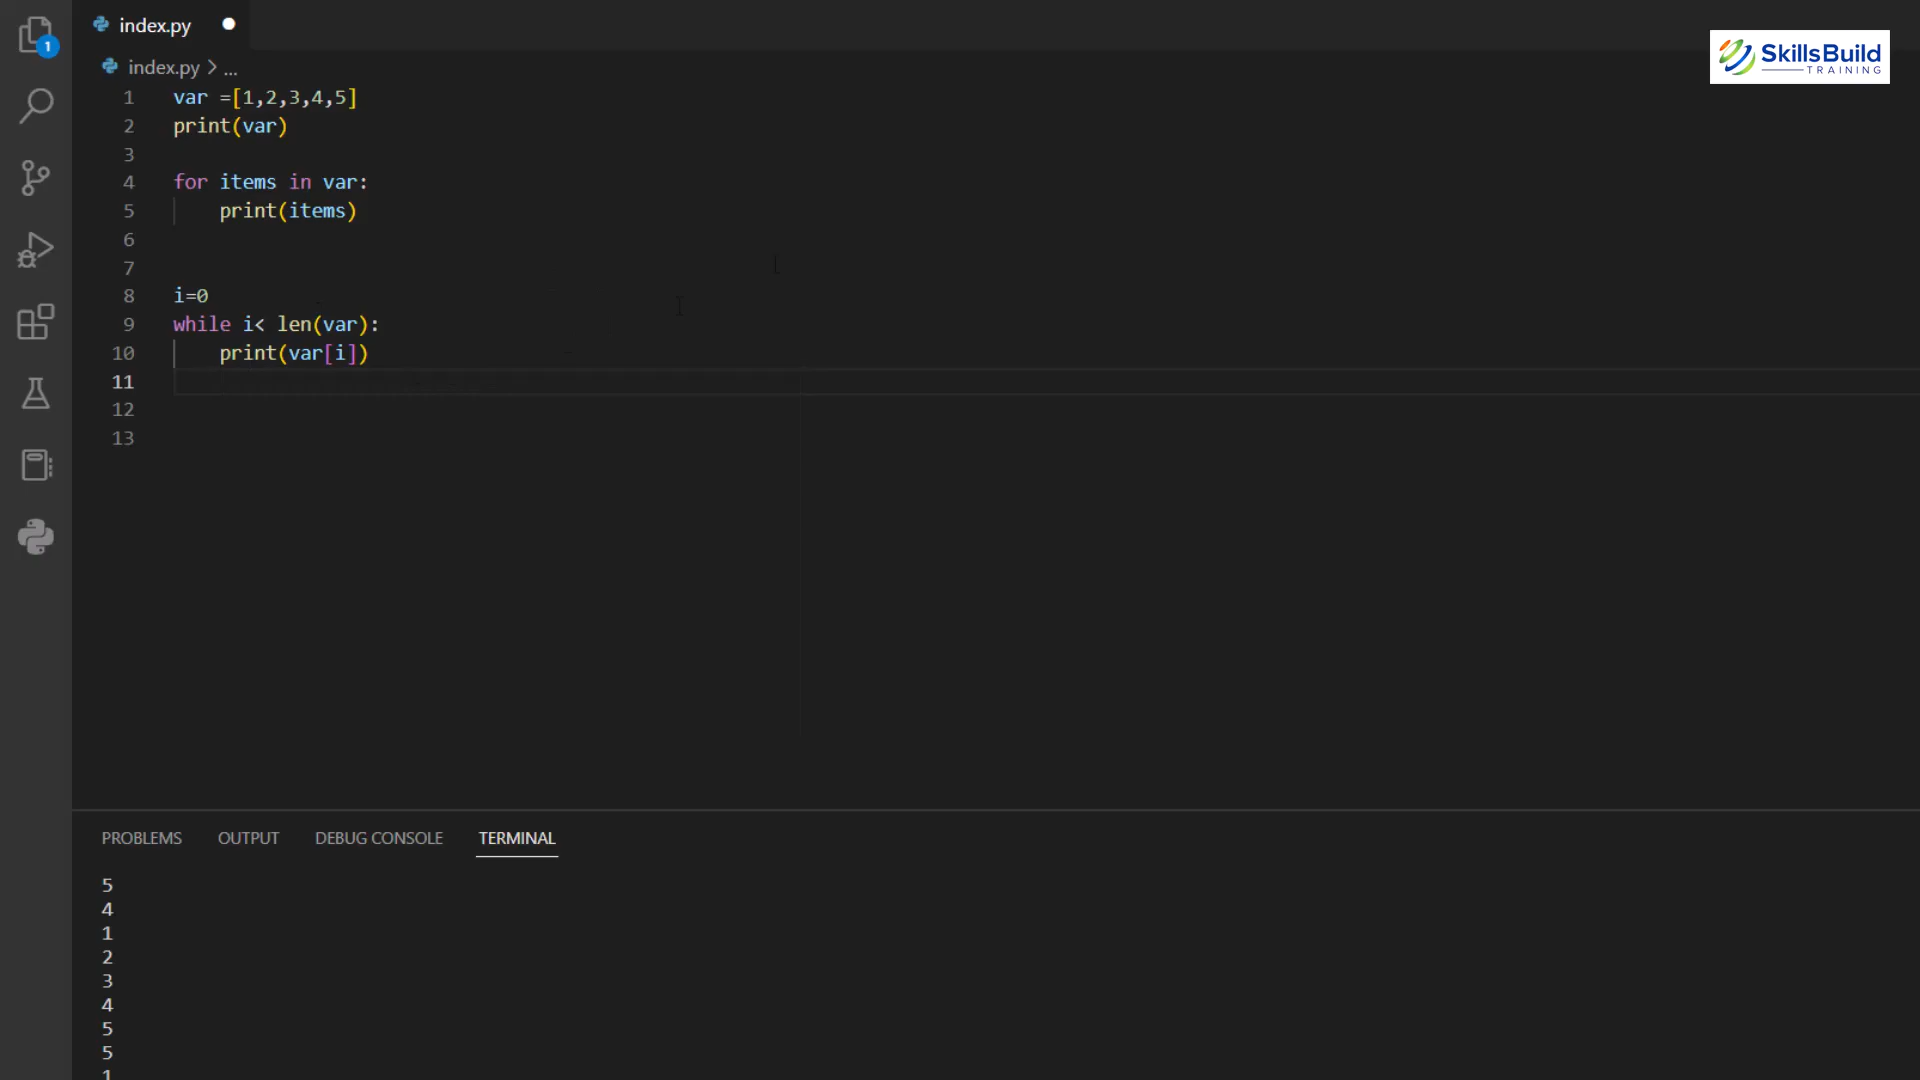 index.py
1
SkillsBuild
TRAINING
index.py > ...
1 var =[1,2,3,4,5]
2 print(var)
3
4 for items in var:
5 print(items)
6
7
8 i=0
9 while i< len(var):
10 print(var[i])
11
12
13
PROBLEMS OUTPUT DEBUG CONSOLE TERMINAL
5
4
1
2
3
4
5
5
1